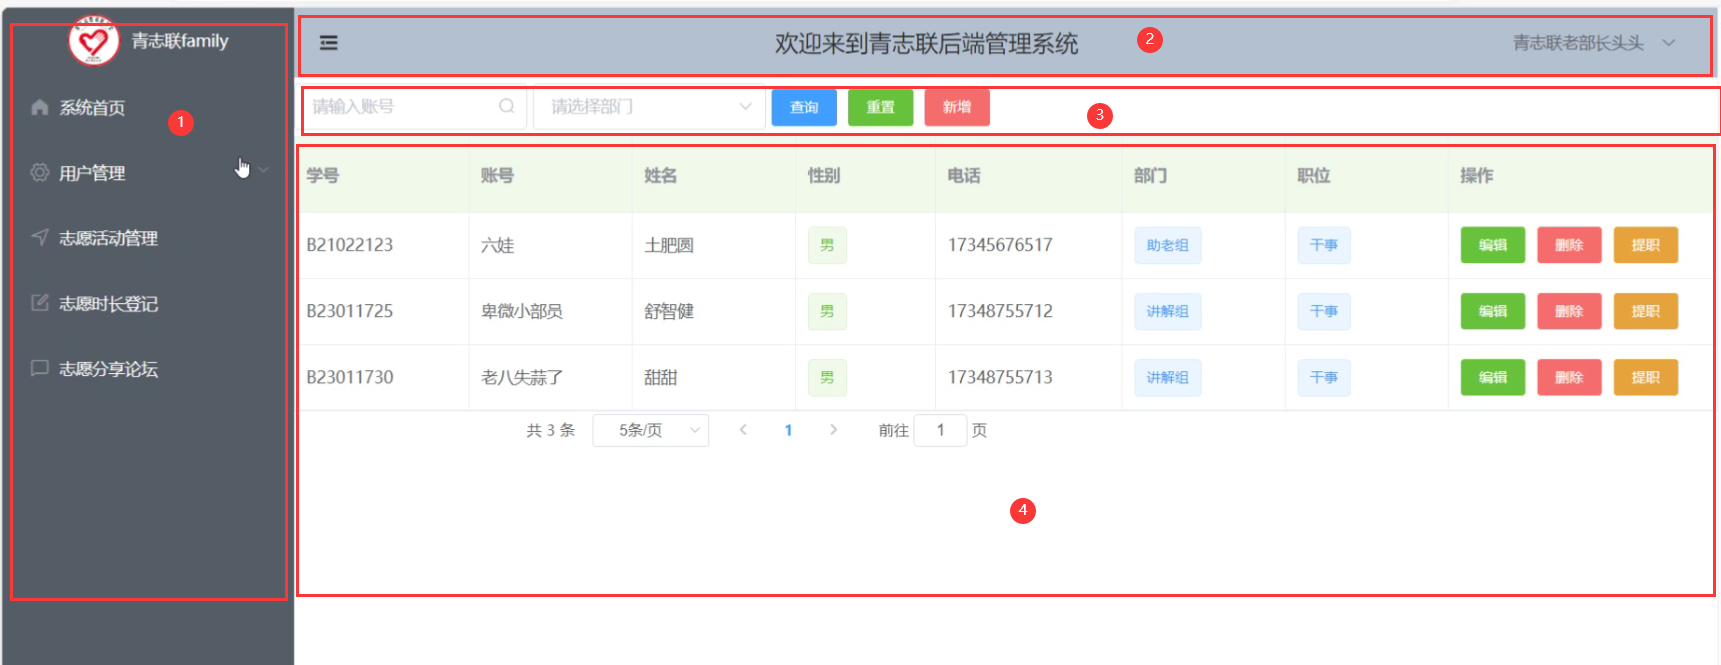 青志联family
系统首页
1
用户管理
志愿活动管理
志愿时长登记
志愿分享论坛
欢迎来到青志联后端管理系统
2
青志联老部长头头
请输入账号
请选择部门
查询
重置
新增
3
学号 账号 姓名 性别 电话 部门 职位 操作
B21022123 六娃 土肥圆 男 17345676517 助老组 干事 编辑 删除 提职
B23011725 卑微小部员 舒智健 男 17348755712 讲解组 干事 编辑 删除 提职
B23011730 老八失蒜了 甜甜 男 17348755713 讲解组 干事 编辑 删除 提职
共 3 条 5条/页 1 前往 1 页
4